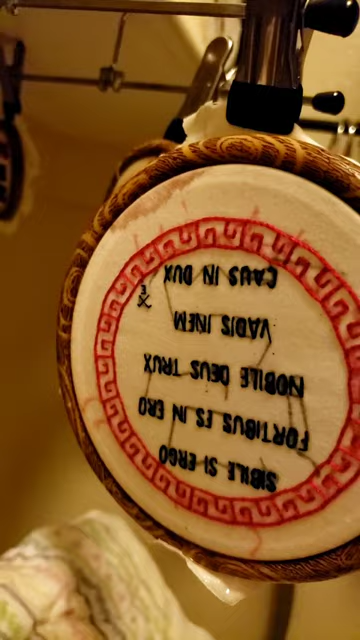 SIBILE SI ERGO
FORTIBUS ES IN ERO
NOBILE DEUS TRUX
VADIS INEM
CAUS IN DUX